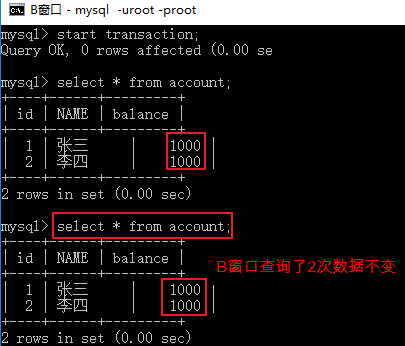 B窗口 - mysql -uroot -proot
mysql> start transaction;
Query OK, 0 rows affected (0.00 se
mysql> select * from account;
+----+------+---------+
| id | NAME | balance |
+----+------+---------+
| 1 | 张三 | 1000 |
| 2 | 李四 | 1000 |
+----+------+---------+
2 rows in set (0.00 sec)
mysql> select * from account;
+----+------+---------+
| id | NAME | balance |
+----+------+---------+
| 1 | 张三 | 1000 |
| 2 | 李四 | 1000 |
+----+------+---------+
2 rows in set (0.00 sec)
B窗口查询了2次数据不变